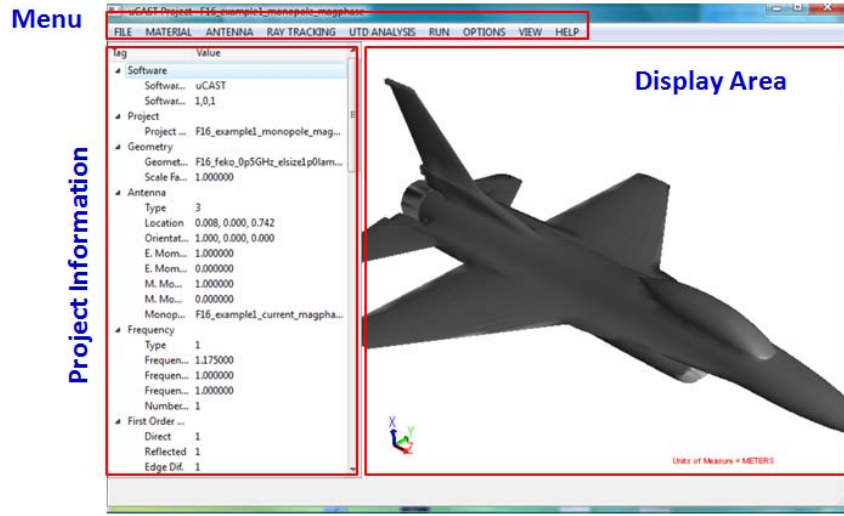 Menu
uCAST Project - F16_example1_monopole_magphase
FILE MATERIAL ANTENNA RAY TRACKING UTD ANALYSIS RUN OPTIONS VIEW HELP
Tag Value
Software
Softwar... uCAST
Softwar... 1,0,1
Project
Project ... F16_example1_monopole_mag...
Geometry
Geomet... F16_feko_0p5GHz_elsize1p0lam...
Scale Fa... 1.000000
Antenna
Type 3
Location 0.008, 0.000, 0.742
Orientat... 1.000, 0.000, 0.000
E. Mom... 1.000000
E. Mom... 0.000000
M. Mo... 1.000000
M. Mo... 0.000000
Monop... F16_example1_current_magpha...
Frequency
Type 1
Frequen... 1.175000
Frequen... 1.000000
Frequen... 1.000000
Number... 1
First Order ...
Direct 1
Reflected 1
Edge Dif. 1
Project Information
Display Area
X
Y
Z
Units of Measure = METERS